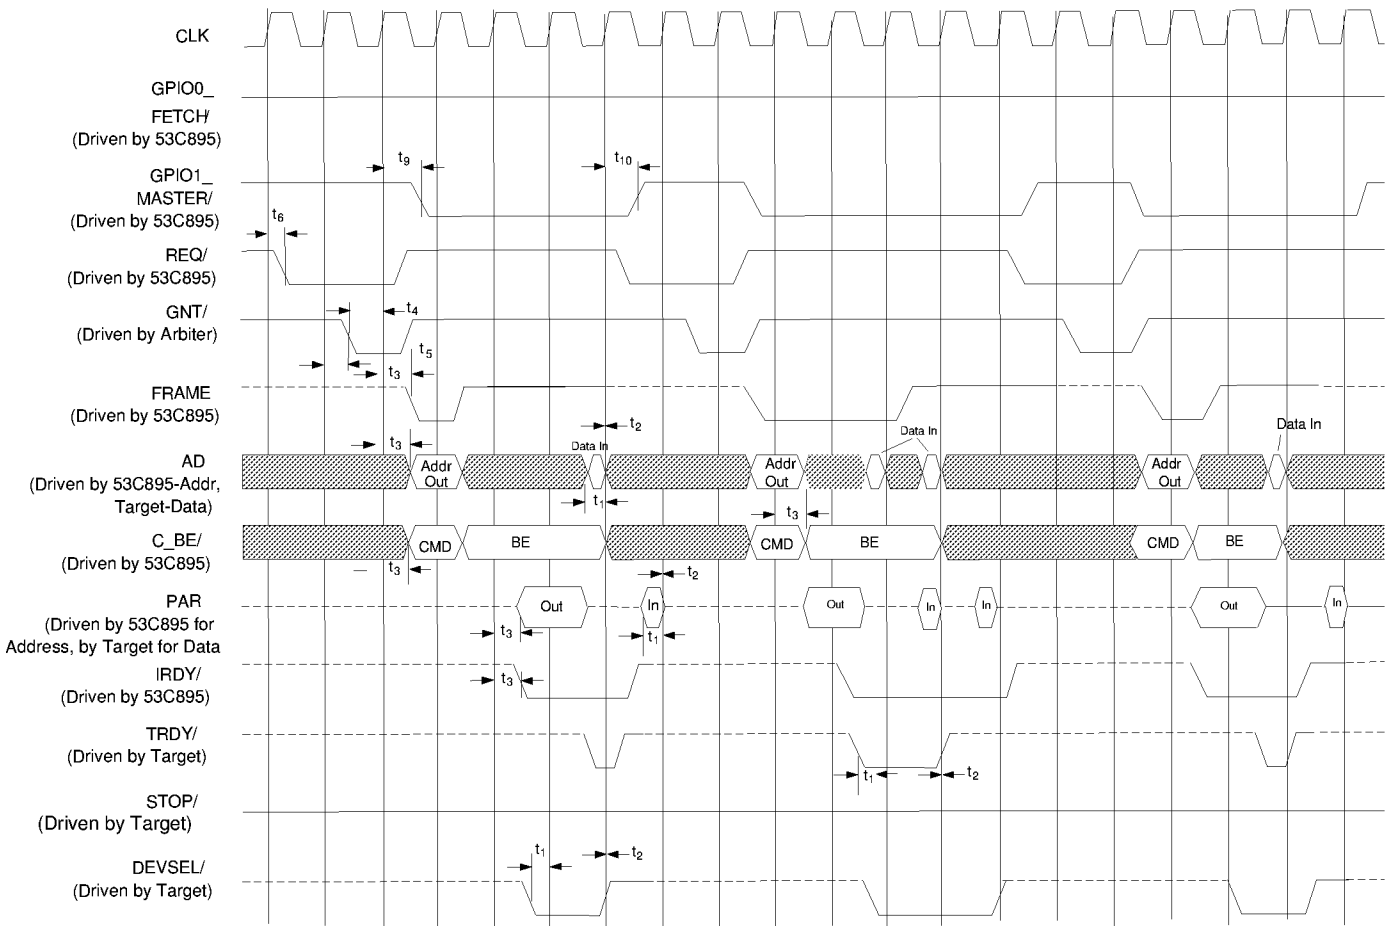 CLK
GPIO0_
FETCH/
(Driven by 53C895)
t9
t10
GPIO1_
MASTER/
(Driven by 53C895)
t6
REQ/
(Driven by 53C895)
t4
GNT/
(Driven by Arbiter)
t5
t3
FRAME
(Driven by 53C895)
t2
t3
Data In
Data In
Data In
AD
(Driven by 53C895-Addr,
Target-Data)
Addr
Out
Addr
Out
Addr
Out
t1
t3
C_BE/
(Driven by 53C895)
CMD
BE
CMD
BE
CMD
BE
t3
t2
PAR
(Driven by 53C895 for
Address, by Target for Data
Out
In
Out
In
In
Out
In
t3
t1
IRDY/
(Driven by 53C895)
t3
TRDY/
(Driven by Target)
t1
t2
STOP/
(Driven by Target)
t1
t2
DEVSEL/
(Driven by Target)